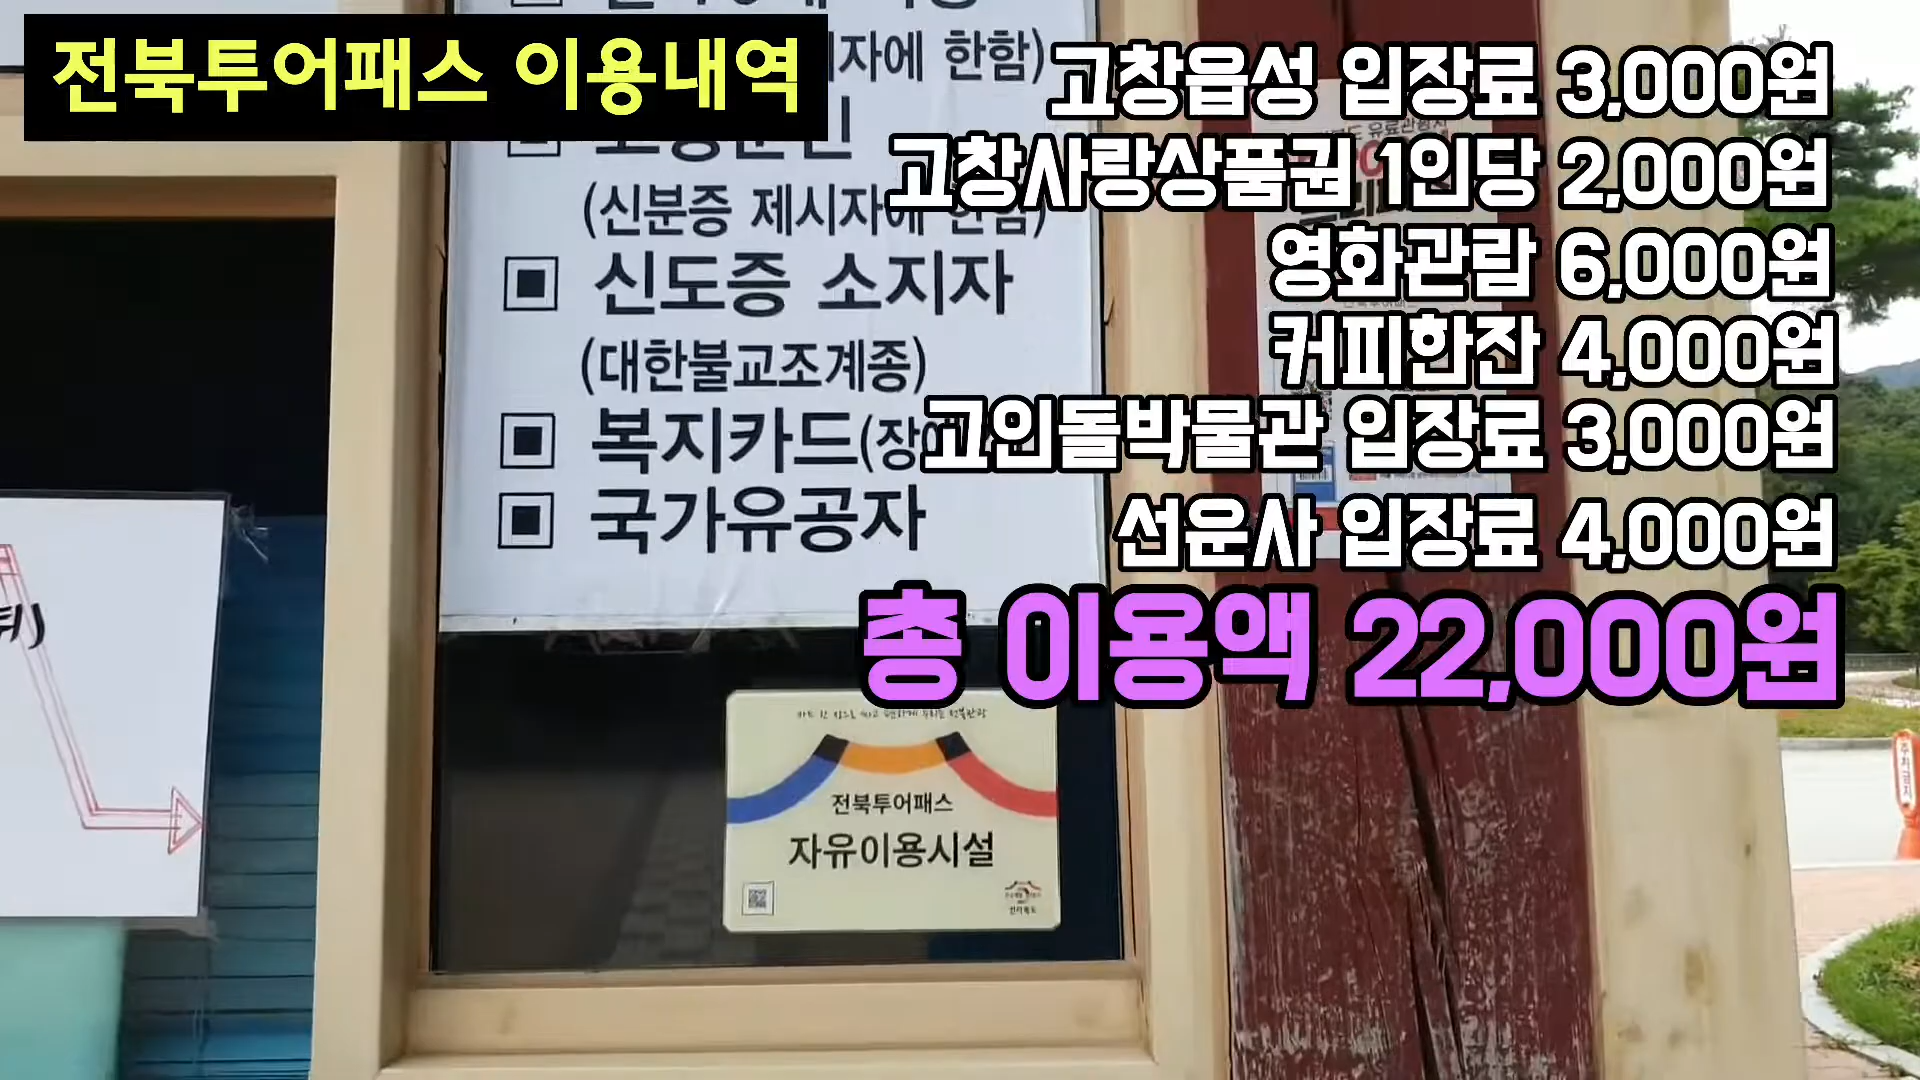 전북투어패스 이용내역
고창읍성 입장료 3,000원
고창사랑상품권 1인당 2,000원
영화관람 6,000원
커피한잔 4,000원
고인돌박물관 입장료 3,000원
선운사 입장료 4,000원
총 이용액 22,000원
한함)
(신분증 제시자에 한함)
신도증 소지자
(대한불교조계종)
복지카드
국가유공자
전북투어패스
자유이용시설
주차금지